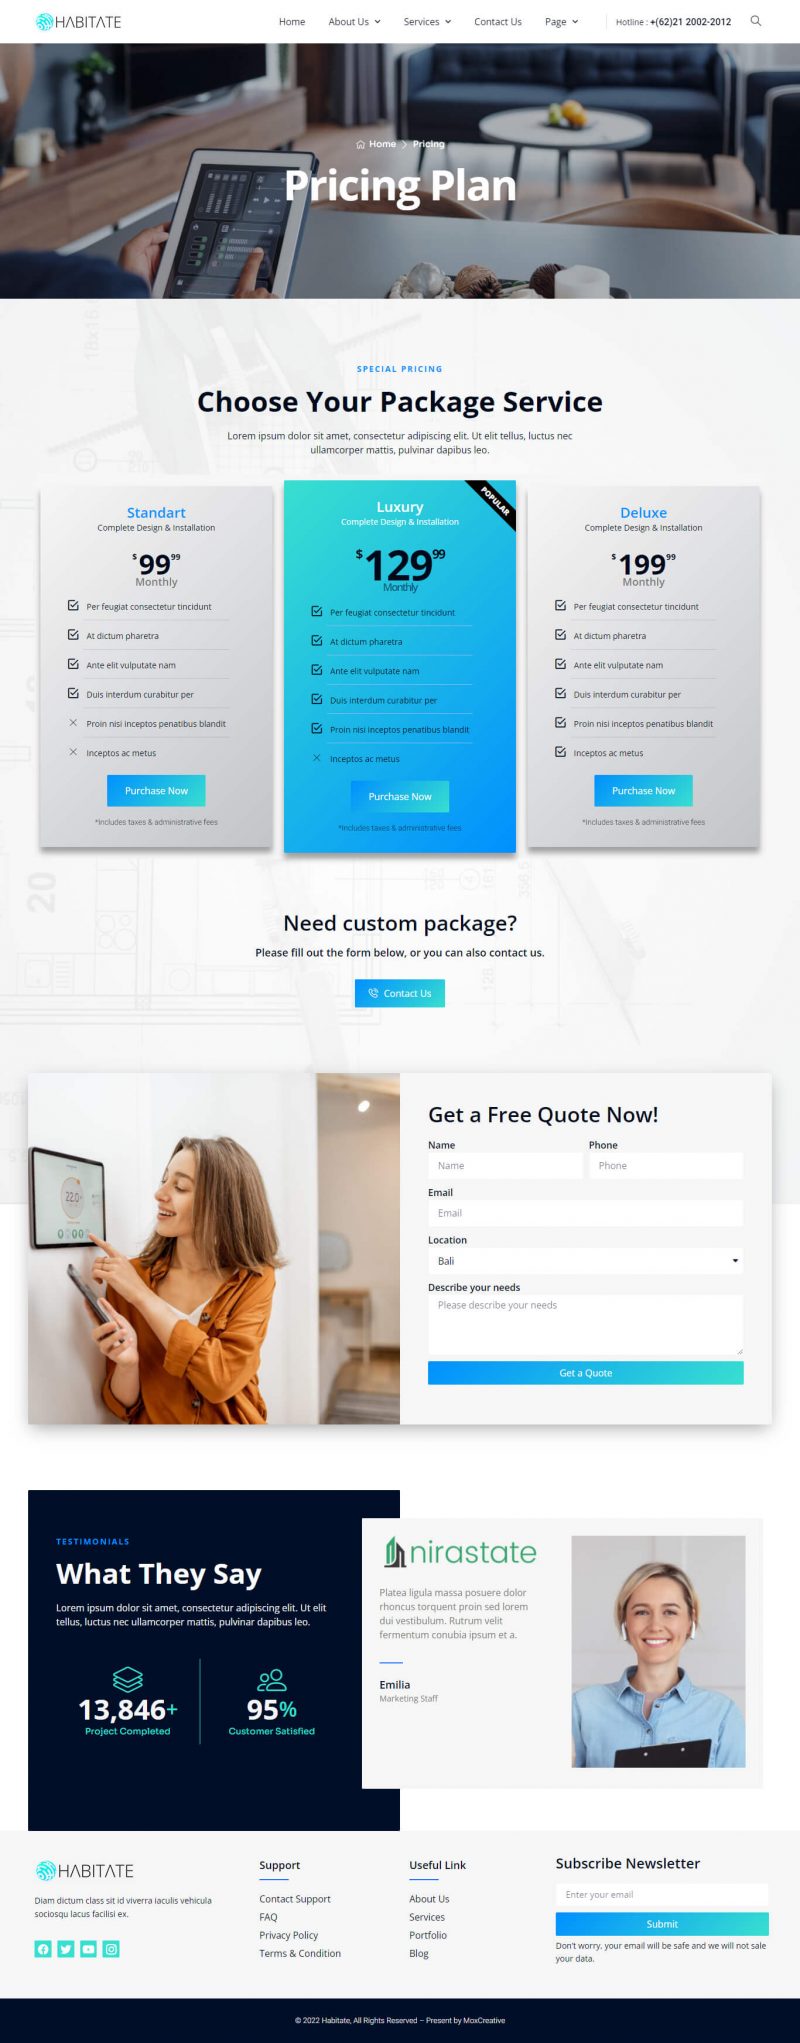 HABITATE
Home About Us Services Contact Us Page Hotline : +(62)21 2002-2012
Home Pricing
Pricing Plan
SPECIAL PRICING
Choose Your Package Service
Lorem ipsum dolor sit amet, consectetur adipiscing elit. Ut elit tellus, luctus nec
ullamcorper mattis, pulvinar dapibus leo.
Standart
Complete Design & Installation
$99.99
Monthly
Per feugiat consectetur tincidunt
At dictum pharetra
Ante elit vulputate nam
Duis interdum curabitur per
Proin nisi inceptos penatibus blandit
Inceptos ac metus
Purchase Now
*Includes taxes & administrative fees
POPULAR
Luxury
Complete Design & Installation
$129.99
Monthly
Per feugiat consectetur tincidunt
At dictum pharetra
Ante elit vulputate nam
Duis interdum curabitur per
Proin nisi inceptos penatibus blandit
Inceptos ac metus
Purchase Now
*Includes taxes & administrative fees
Deluxe
Complete Design & Installation
$199.99
Monthly
Per feugiat consectetur tincidunt
At dictum pharetra
Ante elit vulputate nam
Duis interdum curabitur per
Proin nisi inceptos penatibus blandit
Inceptos ac metus
Purchase Now
*Includes taxes & administrative fees
20
Need custom package?
Please fill out the form below, or you can also contact us.
Contact Us
22.0
Get a Free Quote Now!
Name Phone
Name Phone
Email
Email
Location
Bali
Describe your needs
Please describe your needs
Get a Quote
TESTIMONIALS
What They Say
Lorem ipsum dolor sit amet, consectetur adipiscing elit. Ut elit
tellus, luctus nec ullamcorper mattis, pulvinar dapibus leo.
13,846+
Project Completed
95%
Customer Satisfied
nirastate
Platea ligula massa posuere dolor
rhoncus torquent proin sed lorem
dui vestibulum. Rutrum velit
fermentum conubia ipsum et a.
Emilia
Marketing Staff
HABITATE
Diam dictum class sit id viverra iaculis vehicula
sociosqu lacus facilisi ex.
Support
Contact Support
FAQ
Privacy Policy
Terms & Condition
Useful Link
About Us
Services
Portfolio
Blog
Subscribe Newsletter
Enter your email
Submit
Don't worry, your email will be safe and we will not sale
your data.
© 2022 Habitate, All Rights Reserved – Present by MoxCreative